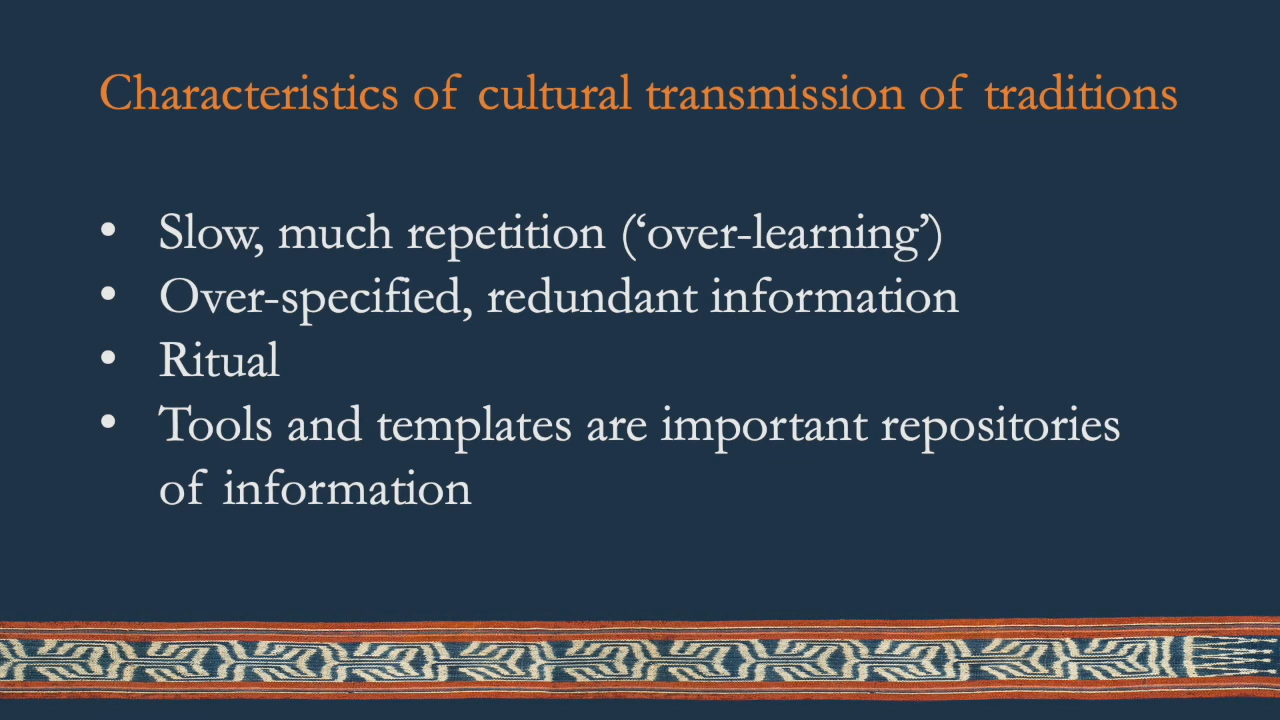 Characteristics of cultural transmission of traditions
• Slow, much repetition (‘over-learning’)
• Over-specified, redundant information
• Ritual
• Tools and templates are important repositories
of information